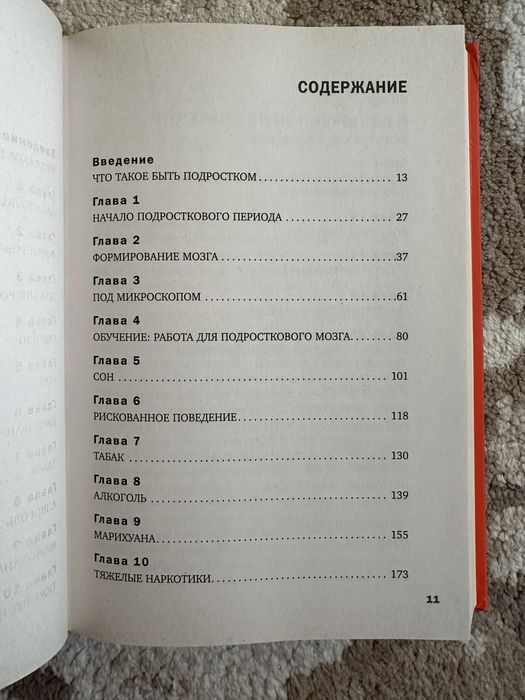 СОДЕРЖАНИЕ
Введение
ЧТО ТАКОЕ БЫТЬ ПОДРОСТКОМ.........................13
Глава 1
НАЧАЛО ПОДРОСТКОВОГО ПЕРИОДА...................27
Глава 2
ФОРМИРОВАНИЕ МОЗГА................................37
Глава 3
ПОД МИКРОСКОПОМ...................................61
Глава 4
ОБУЧЕНИЕ: РАБОТА ДЛЯ ПОДРОСТКОВОГО МОЗГА........80
Глава 5
СОН................................................101
Глава 6
РИСКОВАННОЕ ПОВЕДЕНИЕ............................118
Глава 7
ТАБАК..............................................130
Глава 8
АЛКОГОЛЬ..........................................139
Глава 9
МАРИХУАНА.........................................155
Глава 10
ТЯЖЕЛЫЕ НАРКОТИКИ.................................173
11